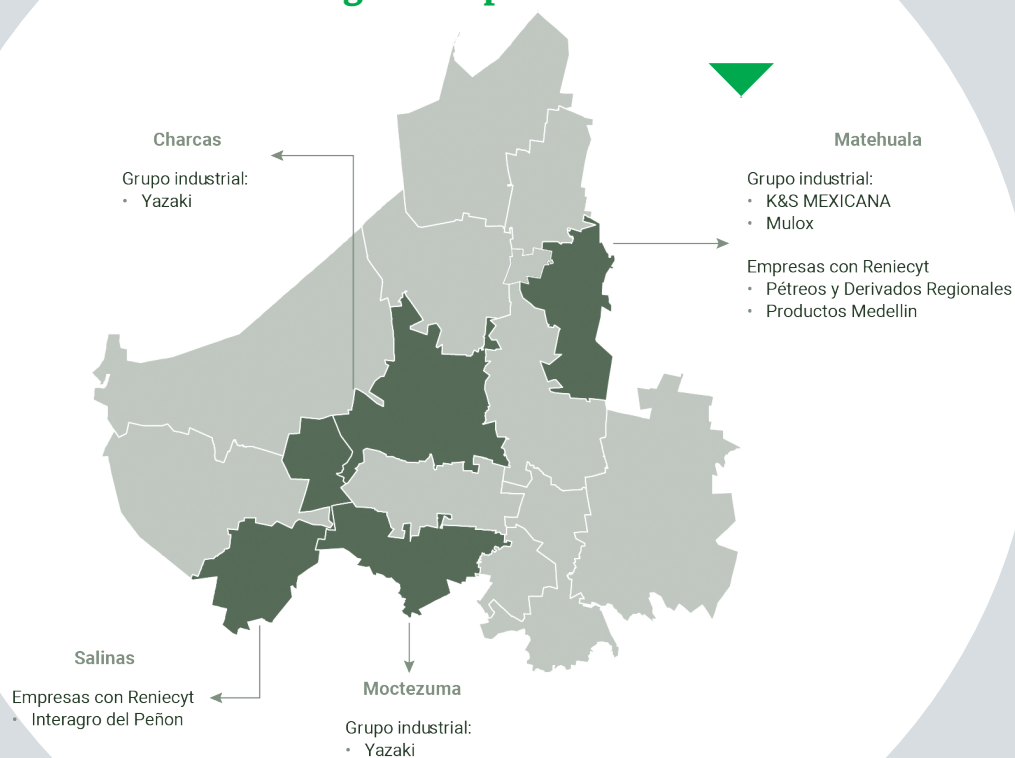 Charcas
Grupo industrial:
• Yazaki
Matehuala
Grupo industrial:
• K&S MEXICANA
• Mulox
Empresas con Reniecyt
• Pétreos y Derivados Regionales
• Productos Medellin
Salinas
Empresas con Reniecyt
• Interagro del Peñon
Moctezuma
Grupo industrial:
• Yazaki